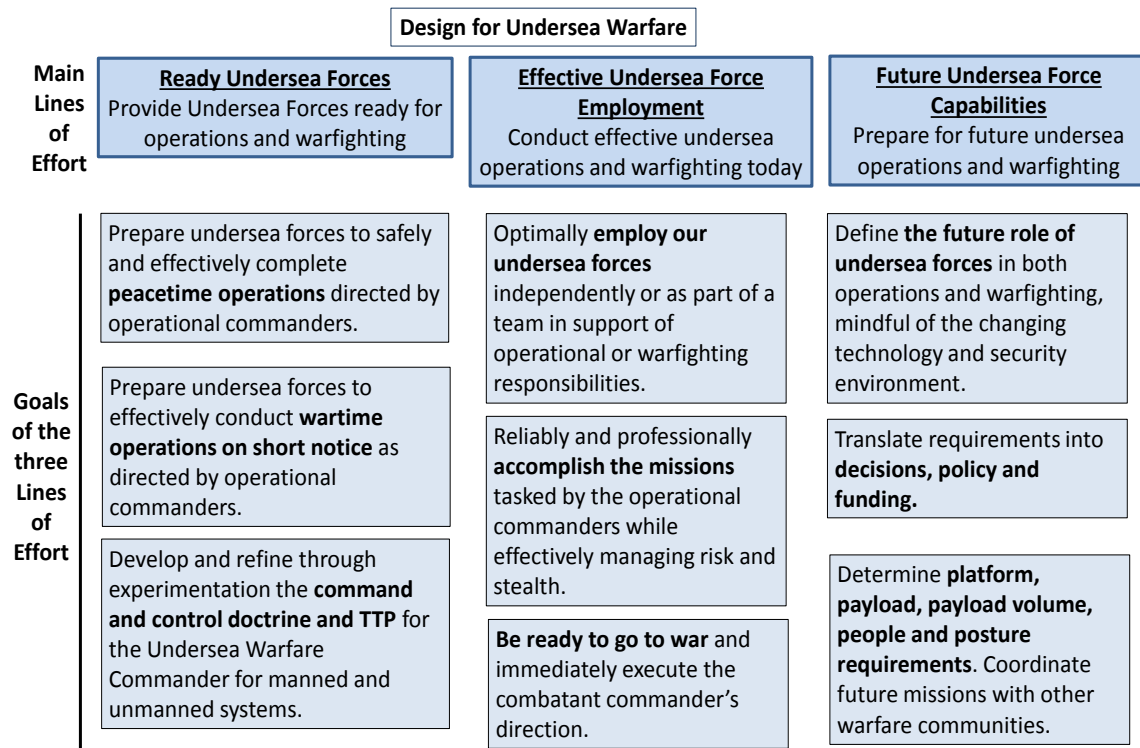 Design for Undersea Warfare
Main
Lines
of
Effort
Ready Undersea Forces
Provide Undersea Forces ready for
operations and warfighting
Effective Undersea Force
Employment
Conduct effective undersea
operations and warfighting today
Future Undersea Force
Capabilities
Prepare for future undersea
operations and warfighting
Goals
of the
three
Lines
of
Effort
Prepare undersea forces to safely
and effectively complete
peacetime operations directed by
operational commanders.
Prepare undersea forces to
effectively conduct wartime
operations on short notice as
directed by operational
commanders.
Develop and refine through
experimentation the command
and control doctrine and TTP for
the Undersea Warfare
Commander for manned and
unmanned systems.
Optimally employ our
undersea forces
independently or as part of a
team in support of
operational or warfighting
responsibilities.
Reliably and professionally
accomplish the missions
tasked by the operational
commanders while
effectively managing risk and
stealth.
Be ready to go to war and
immediately execute the
combatant commander’s
direction.
Define the future role of
undersea forces in both
operations and warfighting,
mindful of the changing
technology and security
environment.
Translate requirements into
decisions, policy and
funding.
Determine platform,
payload, payload volume,
people and posture
requirements. Coordinate
future missions with other
warfare communities.